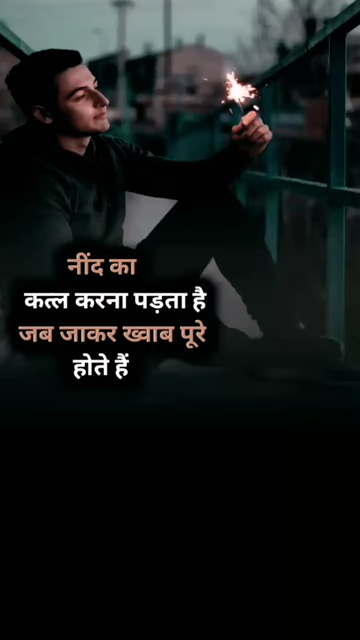 नींद का
कत्ल करना पड़ता है
जब जाकर ख्वाब पूरे
होते हैं